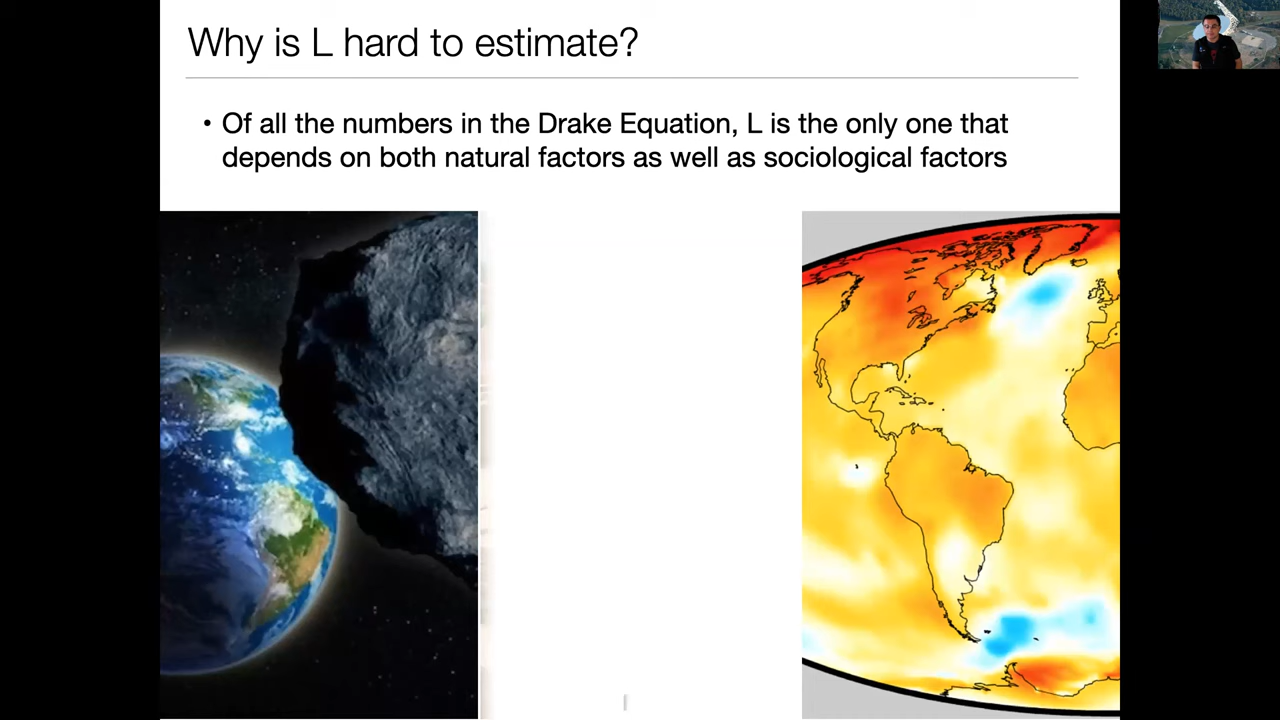 Why is L hard to estimate?
• Of all the numbers in the Drake Equation, L is the only one that
depends on both natural factors as well as sociological factors